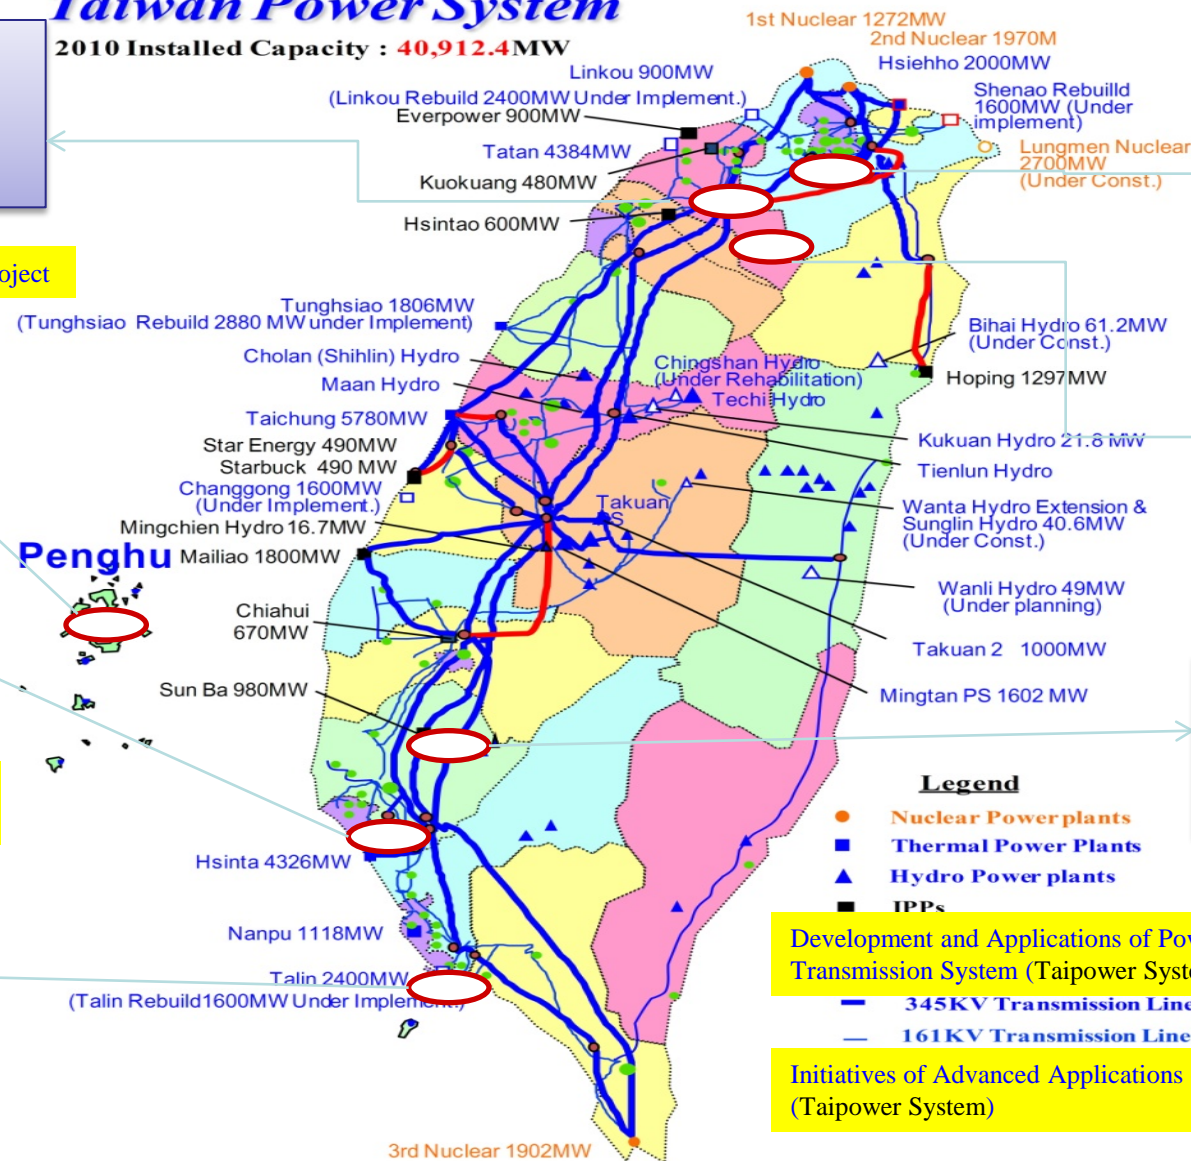 Taiwan Power System
2010 Installed Capacity : 40,912.4MW
1st Nuclear 1272MW
2nd Nuclear 1970M
Hsiehho 2000MW
Linkou 900MW
(Linkou Rebuild 2400MW Under Implement.)
Shenao Rebuilld
1600MW (Under
implement)
Everpower 900MW
Tatan 4384MW
Lungmen Nuclear
2700MW
(Under Const.)
Kuokuang 480MW
Hsintao 600MW
oject
Tunghsiao 1806MW
(Tunghsiao Rebuild 2880 MW under Implement)
Bihai Hydro 61.2MW
(Under Const.)
Cholan (Shihlin) Hydro
Chingshan Hydro
(Under Rehabilitation)
Hoping 1297MW
Maan Hydro
Techi Hydro
Taichung 5780MW
Kukuan Hydro 21.8 MW
Star Energy 490MW
Starbuck 490 MW
Tienlun Hydro
Changgong 1600MW
(Under Implement.)
Takuan
PS
Wanta Hydro Extension &
Sunglin Hydro 40.6MW
(Under Const.)
Mingchien Hydro 16.7MW
Mailiao 1800MW
Penghu
Wanli Hydro 49MW
(Under planning)
Chiahui
670MW
Takuan 2 1000MW
Sun Ba 980MW
Mingtan PS 1602 MW
Legend
Nuclear Power plants
Thermal Power Plants
Hydro Power plants
IPPs
Hsinta 4326MW
Nanpu 1118MW
Development and Applications of Pow
Transmission System (Taipower Syste
Talin 2400MW
(Talin Rebuild1600MW Under Implement.)
345KV Transmission Line
161KV Transmission Line
Initiatives of Advanced Applications
(Taipower System)
3rd Nuclear 1902MW